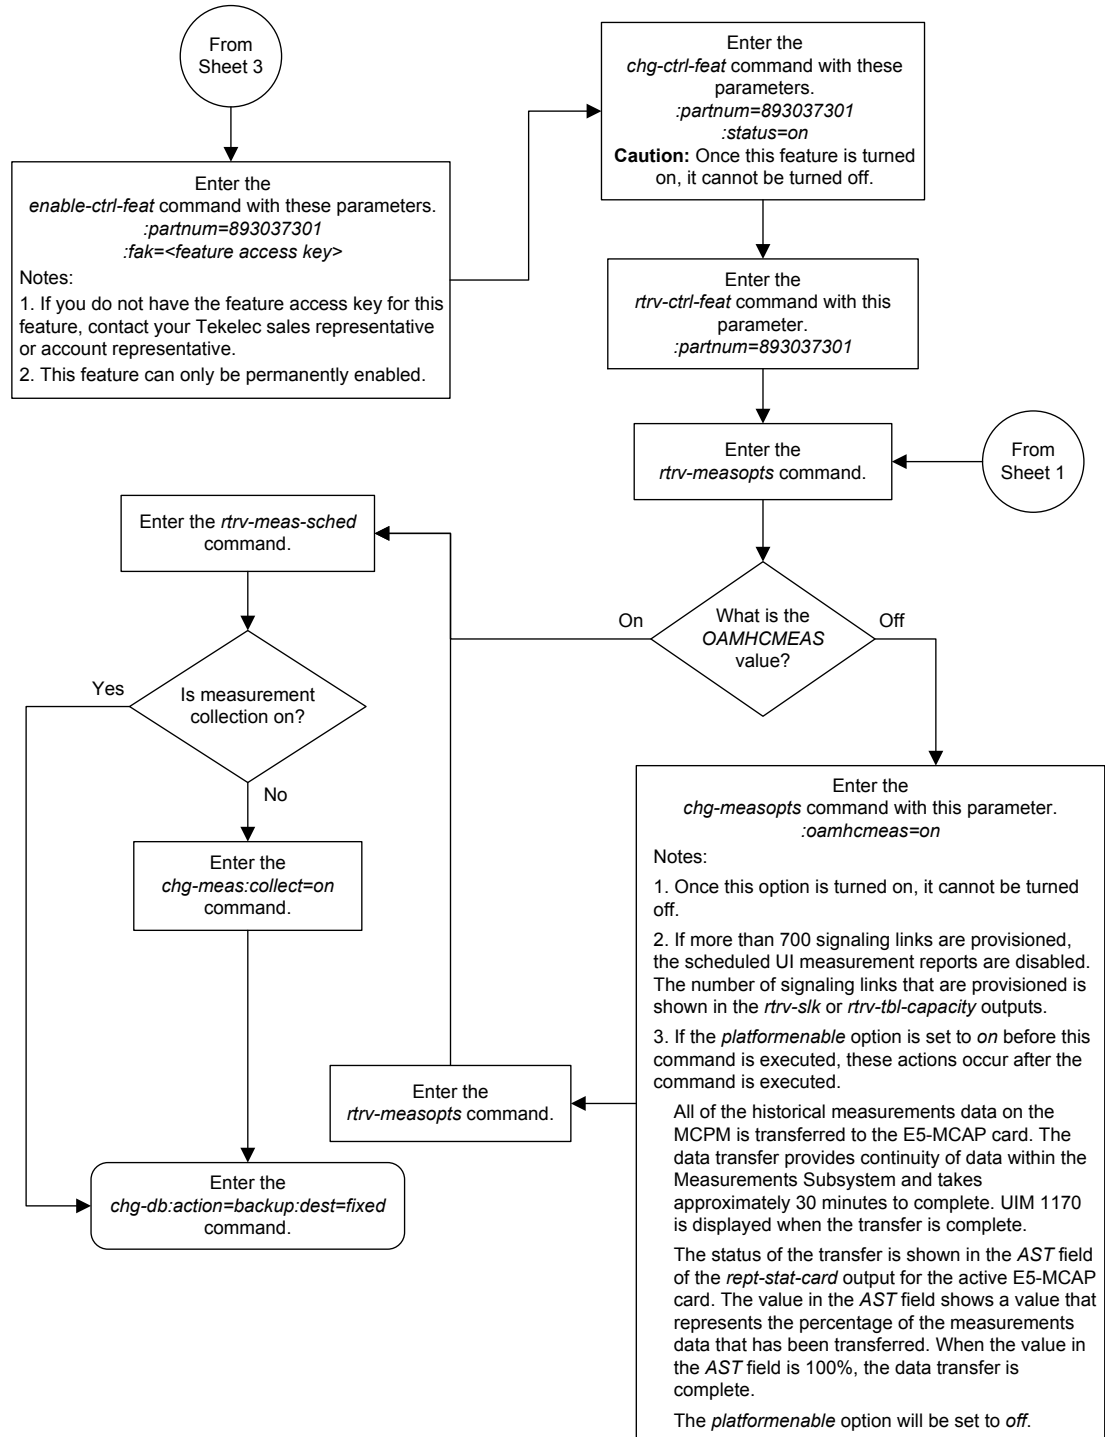 From
Sheet 3
Enter the
enable-ctrl-feat command with these parameters.
:partnum=893037301
:fak=<feature access key>
Notes:
1. If you do not have the feature access key for this
feature, contact your Tekelec sales representative
or account representative.
2. This feature can only be permanently enabled.
Enter the
chg-ctrl-feat command with these
parameters.
:partnum=893037301
:status=on
Caution: Once this feature is turned
on, it cannot be turned off.
Enter the
rtrv-ctrl-feat command with this
parameter.
:partnum=893037301
Enter the
rtrv-measopts command.
From
Sheet 1
What is the
OAMHCMEAS
value?
On
Off
Enter the rtrv-meas-sched
command.
Is measurement
collection on?
Yes
No
Enter the
chg-meas:collect=on
command.
Enter the
chg-measopts command with this parameter.
:oamhcmeas=on
Notes:
1. Once this option is turned on, it cannot be turned
off.
2. If more than 700 signaling links are provisioned,
the scheduled UI measurement reports are disabled.
The number of signaling links that are provisioned is
shown in the rtrv-slk or rtrv-tbl-capacity outputs.
3. If the platformenable option is set to on before this
command is executed, these actions occur after the
command is executed.
All of the historical measurements data on the
MCPM is transferred to the E5-MCAP card. The
data transfer provides continuity of data within the
Measurements Subsystem and takes
approximately 30 minutes to complete. UIM 1170
is displayed when the transfer is complete.
The status of the transfer is shown in the AST field
of the rept-stat-card output for the active E5-MCAP
card. The value in the AST field shows a value that
represents the percentage of the measurements
data that has been transferred. When the value in
the AST field is 100%, the data transfer is
complete.
The platformenable option will be set to off.
Enter the
rtrv-measopts command.
Enter the
chg-db:action=backup:dest=fixed
command.